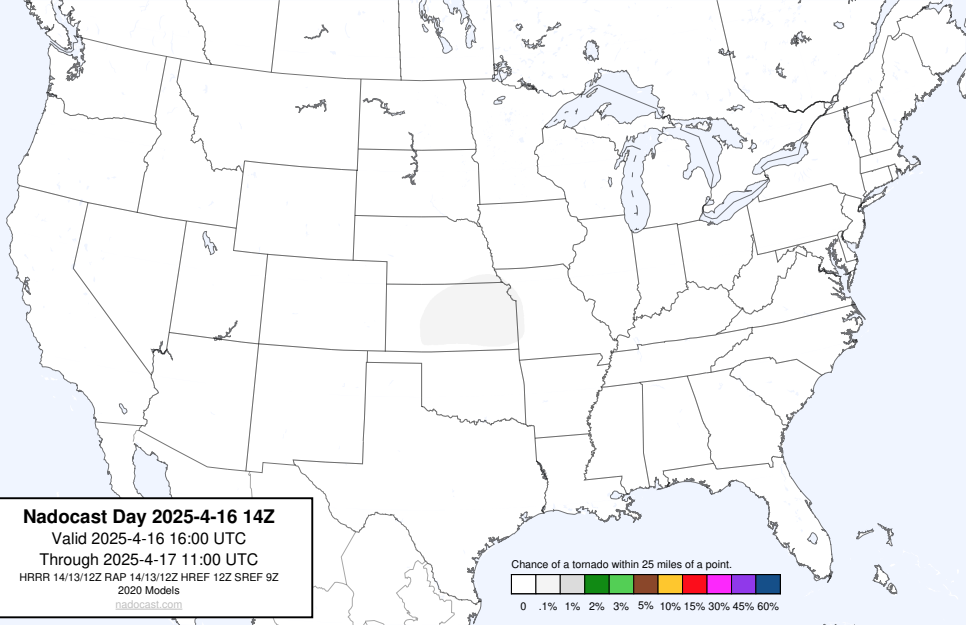 Nadocast Day 2025-4-16 14Z
Valid 2025-4-16 16:00 UTC
Through 2025-4-17 11:00 UTC
HRRR 14/13/12Z RAP 14/13/12Z HREF 12Z SREF 9Z
2020 Models
nadocast.com
Chance of a tornado within 25 miles of a point.
0 .1% 1% 2% 3% 5% 10% 15% 30% 45% 60%